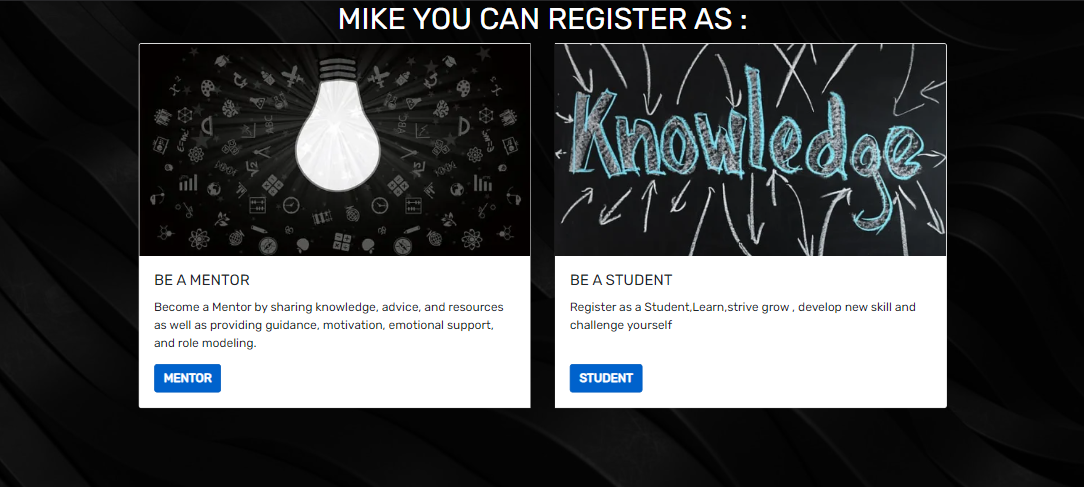 MIKE YOU CAN REGISTER AS :
Knowledge
BE A MENTOR
Become a Mentor by sharing knowledge, advice, and resources
as well as providing guidance, motivation, emotional support,
and role modeling.
MENTOR
BE A STUDENT
Register as a Student,Learn,strive grow , develop new skill and
challenge yourself
STUDENT